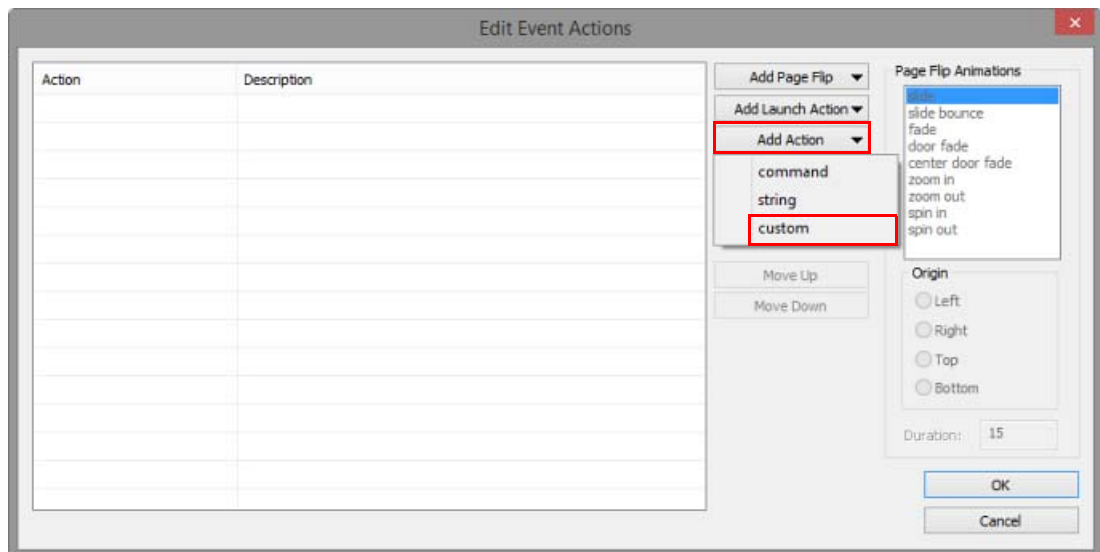 Edit Event Actions
Action
Description
Add Page Flip
Add Launch Action
Add Action
command
string
custom
Move Up
Move Down
Page Flip Animations
slide
slide bounce
fade
door fade
center door fade
zoom in
zoom out
spin in
spin out
Origin
Left
Right
Top
Bottom
Duration: 15
OK
Cancel